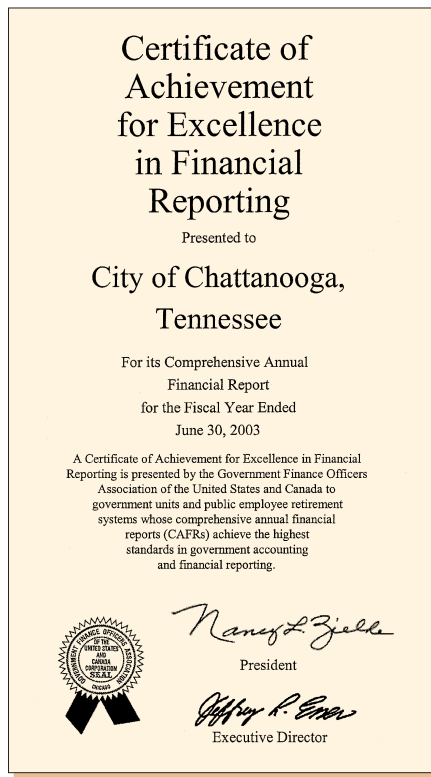 Certificate of
Achievement
for Excellence
in Financial
Reporting
Presented to
City of Chattanooga,
Tennessee
For its Comprehensive Annual
Financial Report
for the Fiscal Year Ended
June 30, 2003
A Certificate of Achievement for Excellence in Financial
Reporting is presented by the Government Finance Officers
Association of the United States and Canada to
government units and public employee retirement
systems whose comprehensive annual financial
reports (CAFRs) achieve the highest
standards in government accounting
and financial reporting.
Nancy L. Zielke
President
Jeffrey R. Enser
Executive Director
GOVERNMENT FINANCE OFFICERS ASSOCIATION
OF THE
UNITED STATES
AND
CANADA
CORPORATION
SEAL
CHICAGO